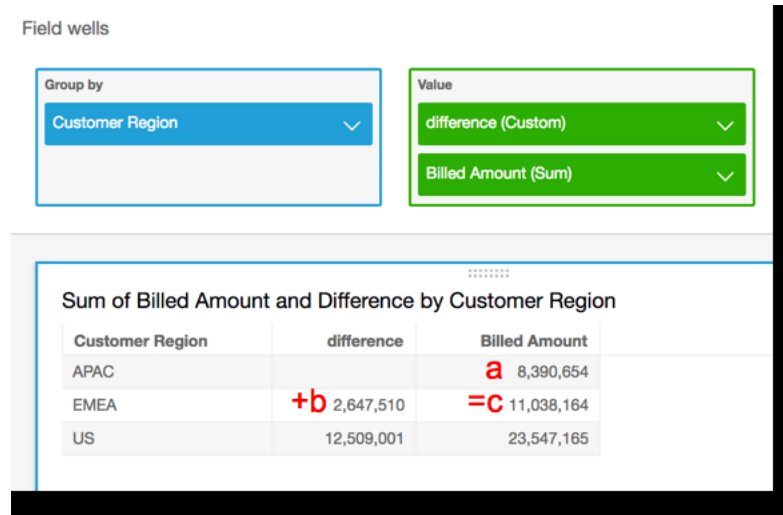 Field wells
Group by
Customer Region
Value
difference (Custom)
Billed Amount (Sum)
Sum of Billed Amount and Difference by Customer Region
Customer Region difference Billed Amount
APAC a 8,390,654
EMEA +b 2,647,510 =c 11,038,164
US 12,509,001 23,547,165